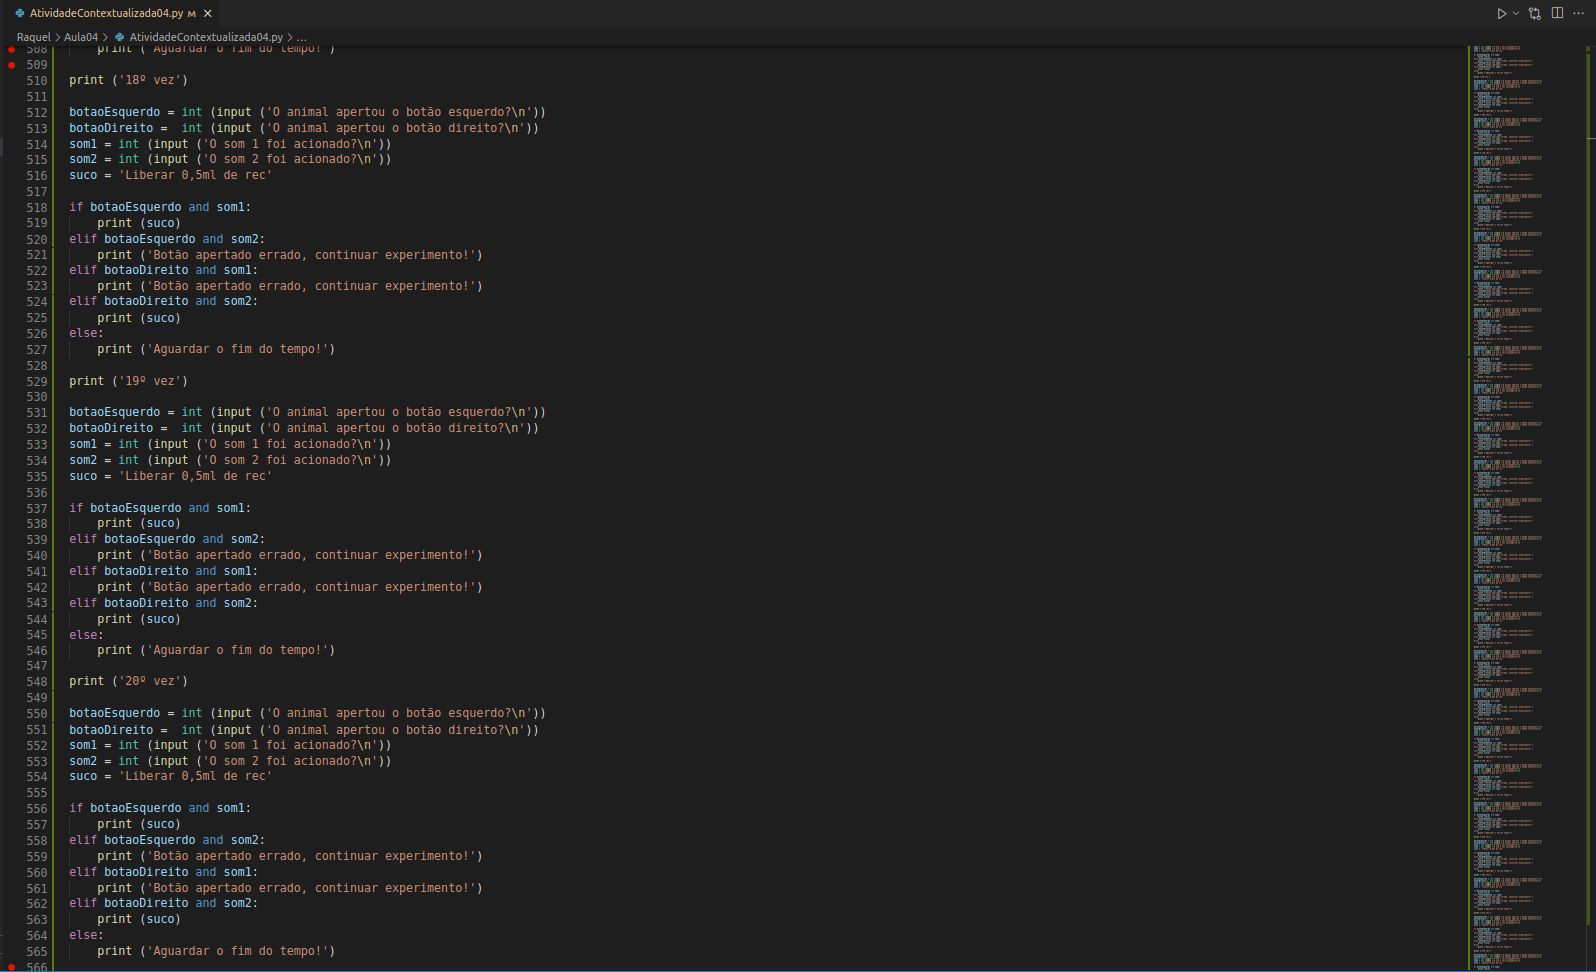 AtividadeContextualizada04.py M
Raquel > Aula04 > AtividadeContextualizada04.py > ...
508 print ('Aguardar o fim do tempo!')
509
510 print ('18º vez')
511
512 botaoEsquerdo = int (input ('O animal apertou o botão esquerdo?\n'))
513 botaoDireito =  int (input ('O animal apertou o botão direito?\n'))
514 som1 = int (input ('O som 1 foi acionado?\n'))
515 som2 = int (input ('O som 2 foi acionado?\n'))
516 suco = 'Liberar 0,5ml de rec'
517
518 if botaoEsquerdo and som1:
519 print (suco)
520 elif botaoEsquerdo and som2:
521 print ('Botão apertado errado, continuar experimento!')
522 elif botaoDireito and som1:
523 print ('Botão apertado errado, continuar experimento!')
524 elif botaoDireito and som2:
525 print (suco)
526 else:
527 print ('Aguardar o fim do tempo!')
528
529 print ('19º vez')
530
531 botaoEsquerdo = int (input ('O animal apertou o botão esquerdo?\n'))
532 botaoDireito =  int (input ('O animal apertou o botão direito?\n'))
533 som1 = int (input ('O som 1 foi acionado?\n'))
534 som2 = int (input ('O som 2 foi acionado?\n'))
535 suco = 'Liberar 0,5ml de rec'
536
537 if botaoEsquerdo and som1:
538 print (suco)
539 elif botaoEsquerdo and som2:
540 print ('Botão apertado errado, continuar experimento!')
541 elif botaoDireito and som1:
542 print ('Botão apertado errado, continuar experimento!')
543 elif botaoDireito and som2:
544 print (suco)
545 else:
546 print ('Aguardar o fim do tempo!')
547
548 print ('20º vez')
549
550 botaoEsquerdo = int (input ('O animal apertou o botão esquerdo?\n'))
551 botaoDireito =  int (input ('O animal apertou o botão direito?\n'))
552 som1 = int (input ('O som 1 foi acionado?\n'))
553 som2 = int (input ('O som 2 foi acionado?\n'))
554 suco = 'Liberar 0,5ml de rec'
555
556 if botaoEsquerdo and som1:
557 print (suco)
558 elif botaoEsquerdo and som2:
559 print ('Botão apertado errado, continuar experimento!')
560 elif botaoDireito and som1:
561 print ('Botão apertado errado, continuar experimento!')
562 elif botaoDireito and som2:
563 print (suco)
564 else:
565 print ('Aguardar o fim do tempo!')
566